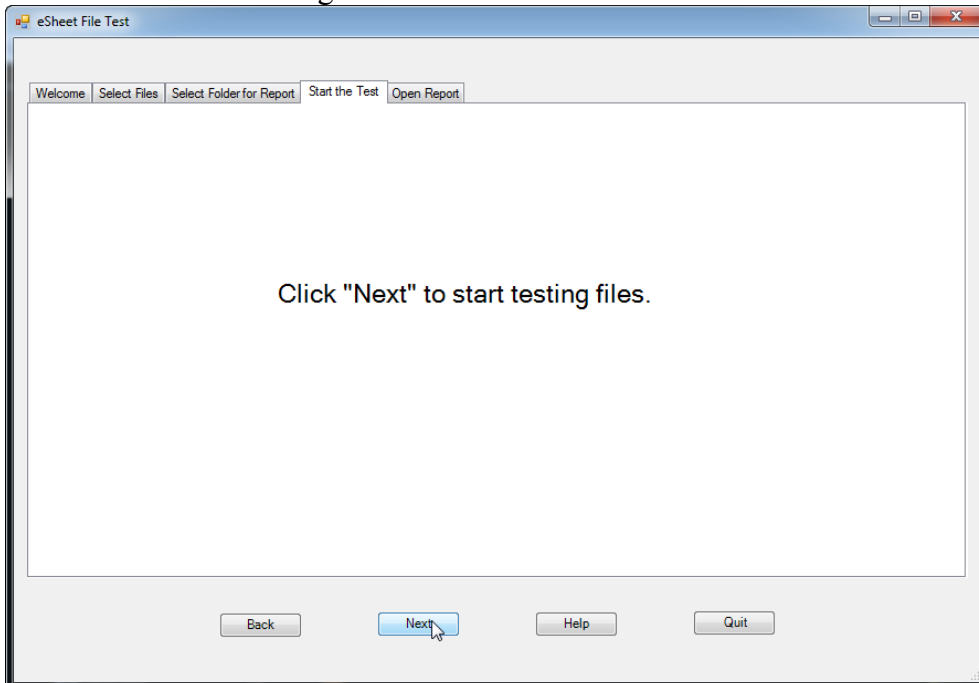 eSheet File Test
Welcome Select Files Select Folder for Report Start the Test Open Report
Click "Next" to start testing files.
Back Next Help Quit